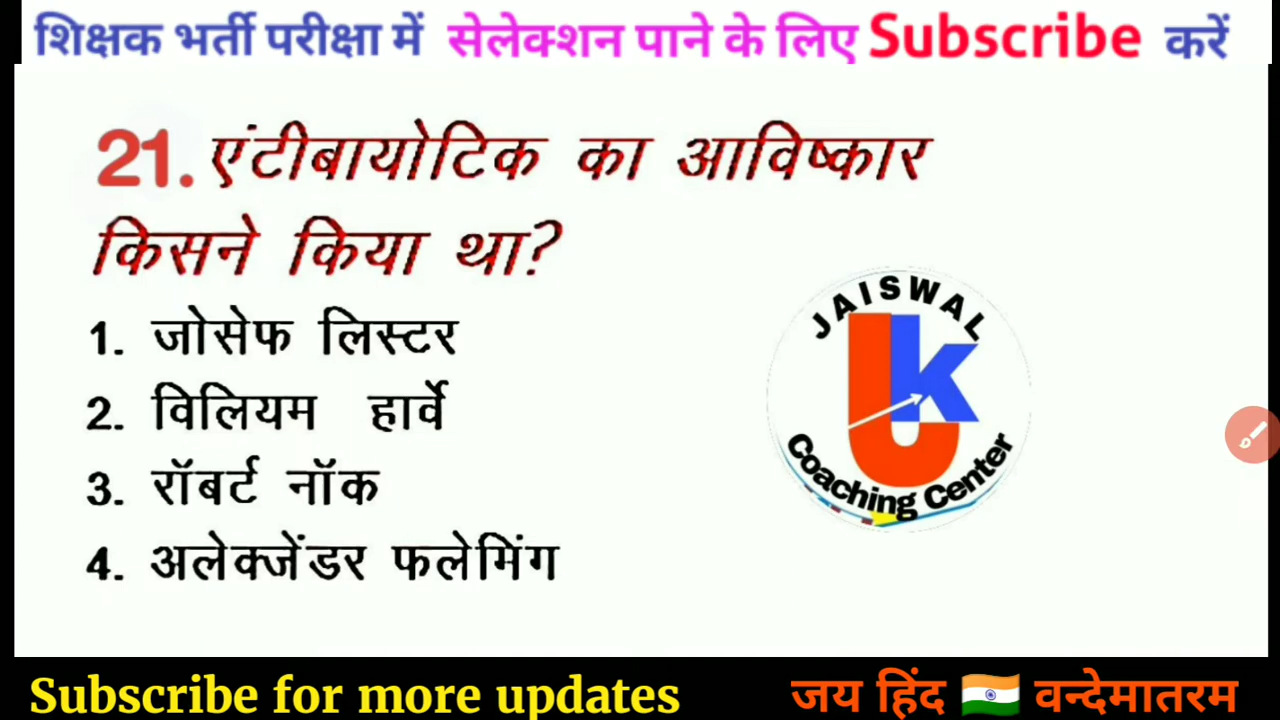 शिक्षक भर्ती परीक्षा में सेलेक्शन पाने के लिए Subscribe करें
21. एंटीबायोटिक का आविष्कार
किसने किया था?
1. जोसेफ लिस्टर
2. विलियम हार्वे
3. रॉबर्ट नॉक
4. अलेक्जेंडर फलेमिंग
JAISWAL
JK
Coaching Center
Subscribe for more updates
जय हिंद 🇮🇳 वन्देमातरम